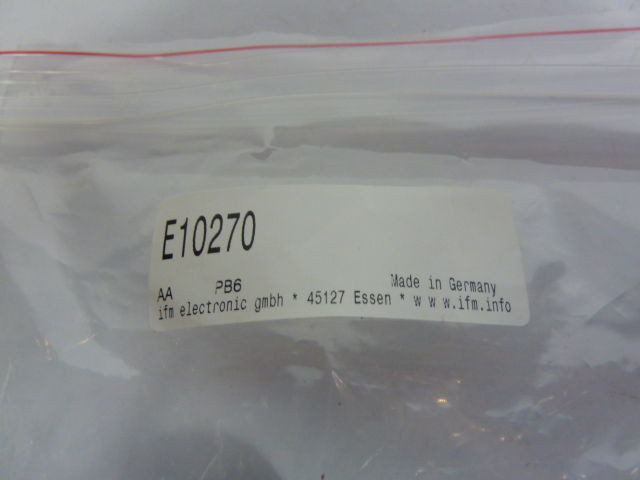 E10270
AA PB6 Made in Germany
ifm electronic gmbh * 45127 Essen * w w w.ifm.info